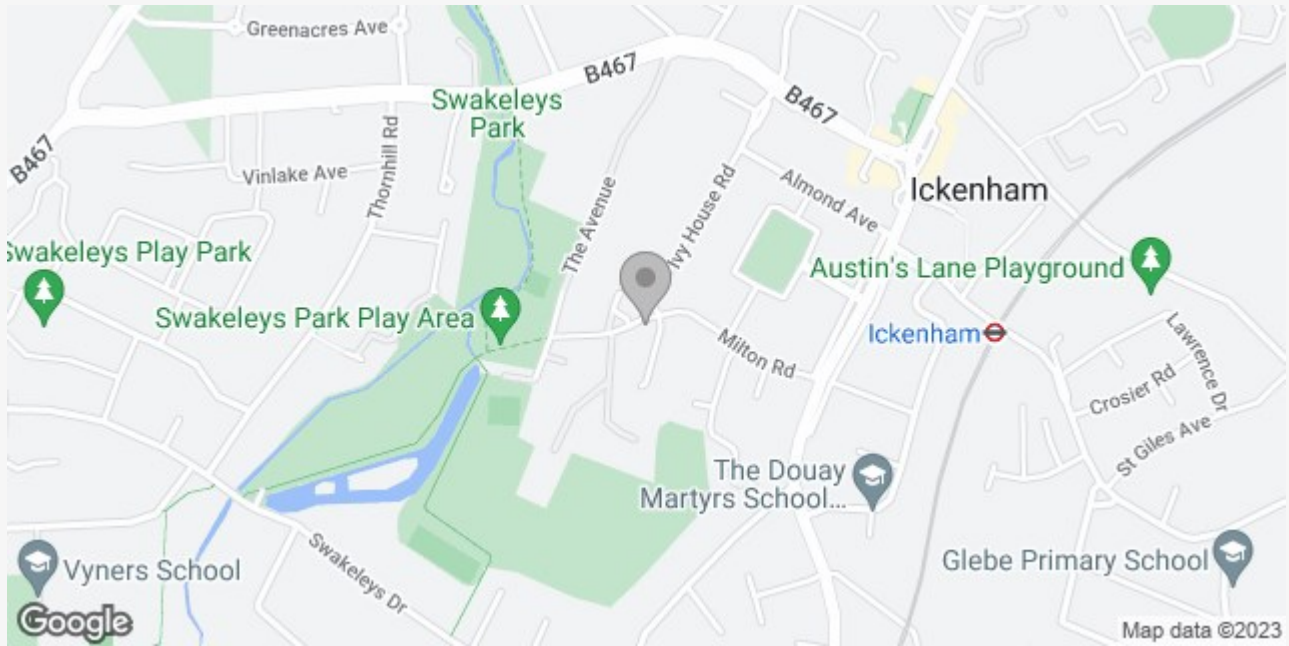 Greenacres Ave
B467
Swakeleys
Park
B467
B467
Thornhill Rd
Vinlake Ave
The Avenue
Ivy House Rd
Almond Ave
Ickenham
Swakeleys Play Park
Austin's Lane Playground
Swakeleys Park Play Area
Ickenham
Milton Rd
Lawrence Dr
Crosier Rd
St Giles Ave
The Douay
Martyrs School...
Vyners School
Swakeleys Dr
Glebe Primary School
Google
Map data ©2023